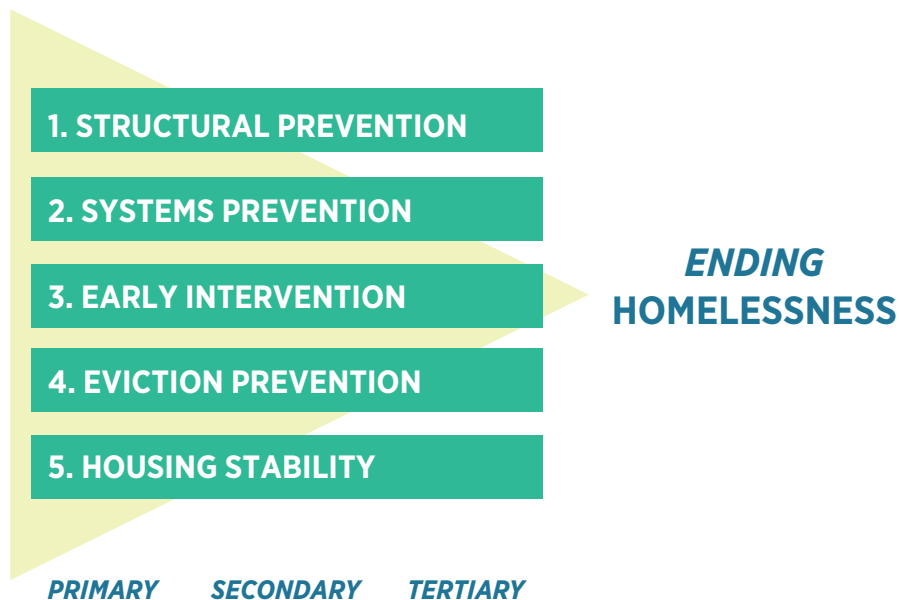 1. STRUCTURAL PREVENTION
2. SYSTEMS PREVENTION
3. EARLY INTERVENTION
4. EVICTION PREVENTION
5. HOUSING STABILITY
ENDING
HOMELESSNESS
PRIMARY SECONDARY TERTIARY